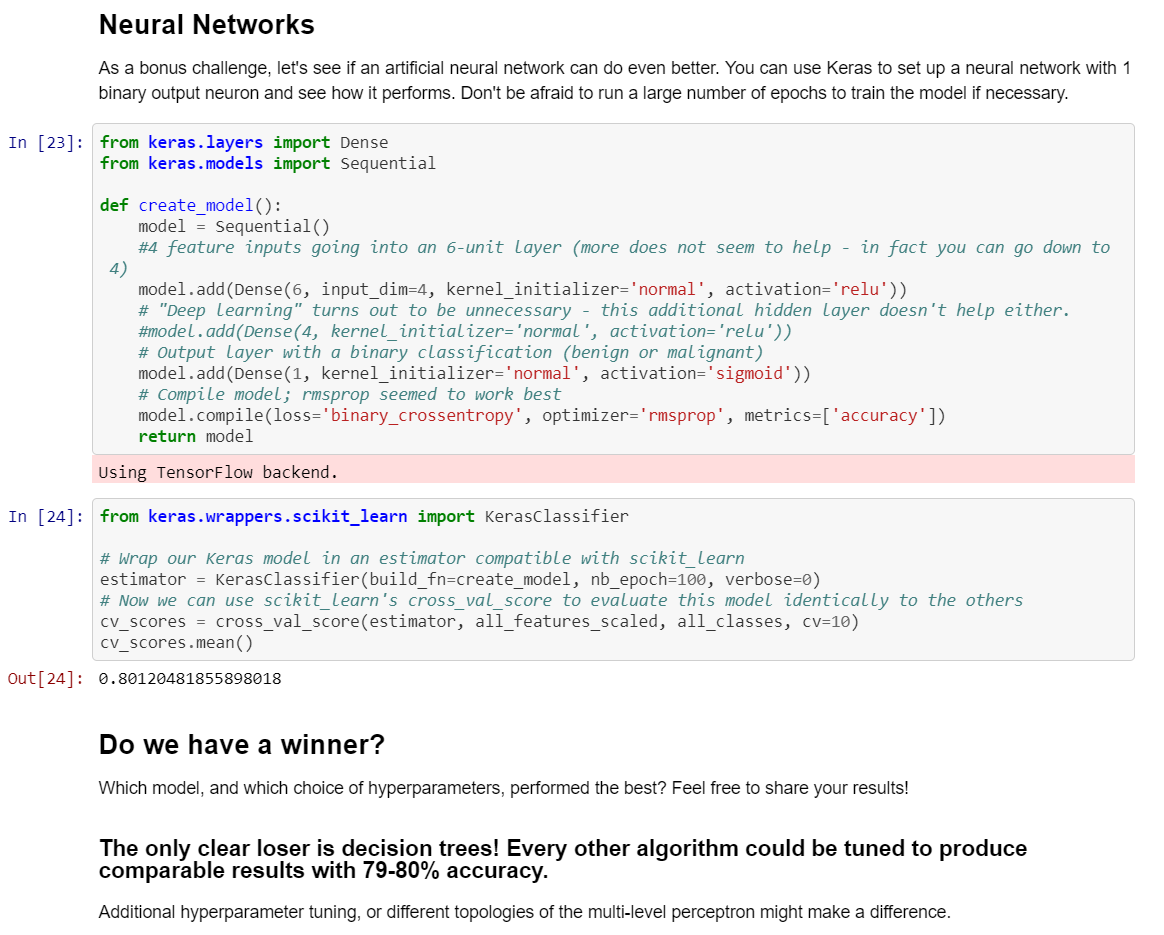 Neural Networks
As a bonus challenge, let's see if an artificial neural network can do even better. You can use Keras to set up a neural network with 1
binary output neuron and see how it performs. Don't be afraid to run a large number of epochs to train the model if necessary.
In [23]: from keras.layers import Dense
from keras.models import Sequential
def create_model():
    model = Sequential()
    #4 feature inputs going into an 6-unit layer (more does not seem to help - in fact you can go down to
 4)
    model.add(Dense(6, input_dim=4, kernel_initializer='normal', activation='relu'))
    # "Deep learning" turns out to be unnecessary - this additional hidden layer doesn't help either.
    #model.add(Dense(4, kernel_initializer='normal', activation='relu'))
    # Output layer with a binary classification (benign or malignant)
    model.add(Dense(1, kernel_initializer='normal', activation='sigmoid'))
    # Compile model; rmsprop seemed to work best
    model.compile(loss='binary_crossentropy', optimizer='rmsprop', metrics=['accuracy'])
    return model
Using TensorFlow backend.
In [24]: from keras.wrappers.scikit_learn import KerasClassifier
# Wrap our Keras model in an estimator compatible with scikit_learn
estimator = KerasClassifier(build_fn=create_model, nb_epoch=100, verbose=0)
# Now we can use scikit_learn's cross_val_score to evaluate this model identically to the others
cv_scores = cross_val_score(estimator, all_features_scaled, all_classes, cv=10)
cv_scores.mean()
Out[24]: 0.80120481855898018
Do we have a winner?
Which model, and which choice of hyperparameters, performed the best? Feel free to share your results!
The only clear loser is decision trees! Every other algorithm could be tuned to produce
comparable results with 79-80% accuracy.
Additional hyperparameter tuning, or different topologies of the multi-level perceptron might make a difference.